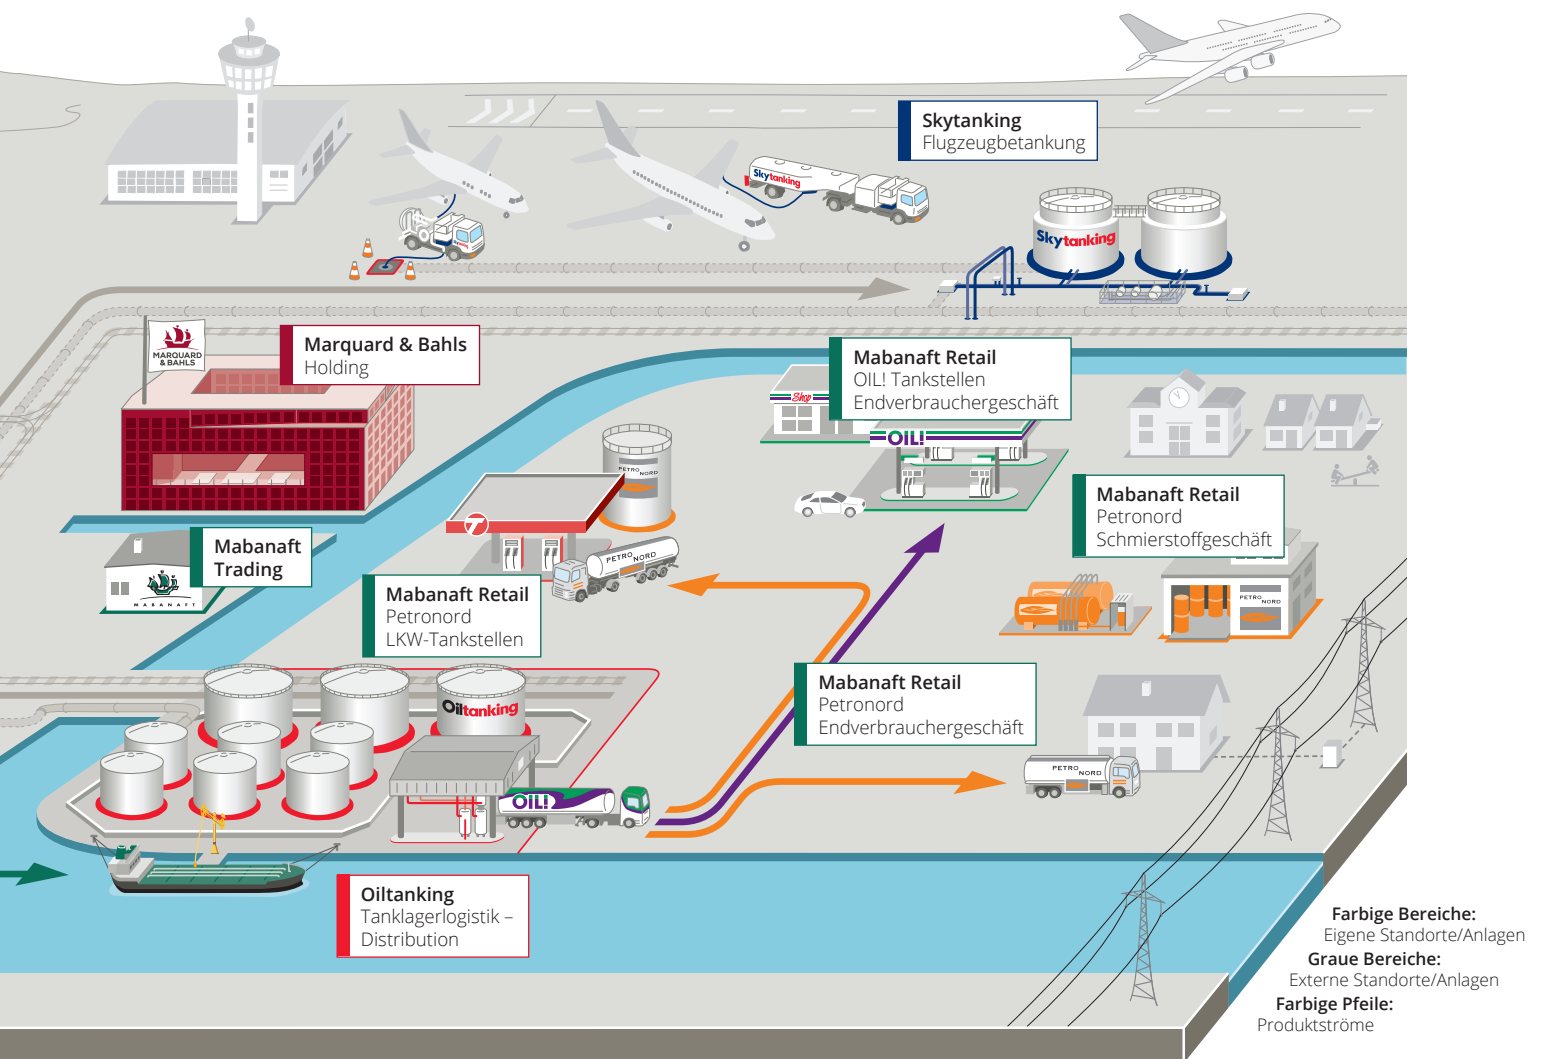 Skytanking
Flugzeugbetankung
Skytanking
Skytanking
MARQUARD
& BAHLS
Marquard & Bahls
Holding
Mabanaft Retail
OIL! Tankstellen
Endverbrauchergeschäft
Shop
OIL!
PETRO
NORD
Mabanaft Retail
Petronord
Schmierstoffgeschäft
Mabanaft
Trading
MABANAFT
T
PETRO
NORD
Mabanaft Retail
Petronord
LKW-Tankstellen
PETRO
NORD
Mabanaft Retail
Petronord
Endverbrauchergeschäft
Oiltanking
PETRO
NORD
OIL!
Oiltanking
Tanklagerlogistik –
Distribution
Farbige Bereiche:
Eigene Standorte/Anlagen
Graue Bereiche:
Externe Standorte/Anlagen
Farbige Pfeile:
Produktströme